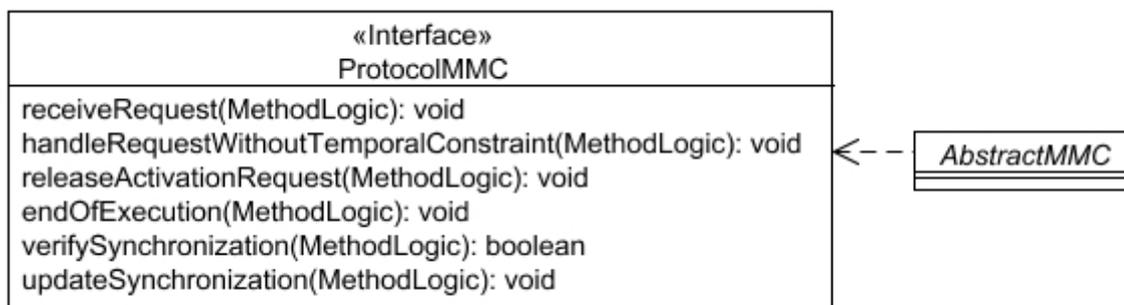 «Interface»
ProtocolMMC
receiveRequest(MethodLogic): void
handleRequestWithoutTemporalConstraint(MethodLogic): void
releaseActivationRequest(MethodLogic): void
endOfExecution(MethodLogic): void
verifySynchronization(MethodLogic): boolean
updateSynchronization(MethodLogic): void
AbstractMMC